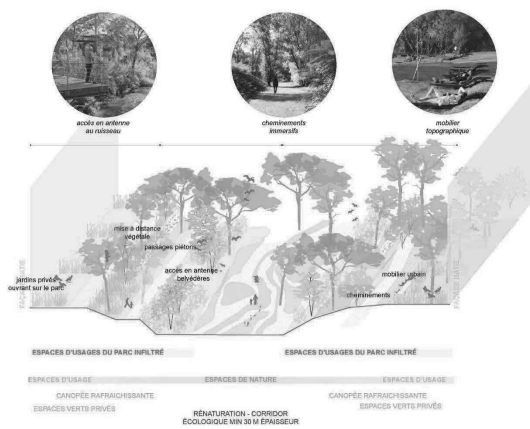 accès en antenne
au ruisseau
cheminements
immersifs
mobilier
topographique
mise à distance
végétale
passages piétons
accès en antenne -
belvédères
jardins privés
ouvrant sur le parc
mobilier urbain
cheminements
ESPACES D'USAGES DU PARC INFILTRÉ
ESPACES D'USAGES DU PARC INFILTRÉ
ESPACES D'USAGE
ESPACES DE NATURE
ESPACES D'USAGE
CANOPÉE RAFRAICHISSANTE
CANOPÉE RAFRAICHISSANTE
ESPACES VERTS PRIVÉS
ESPACES VERTS PRIVÉS
RÉNATURATION - CORRIDOR
ÉCOLOGIQUE MIN 30 M ÉPAISSEUR